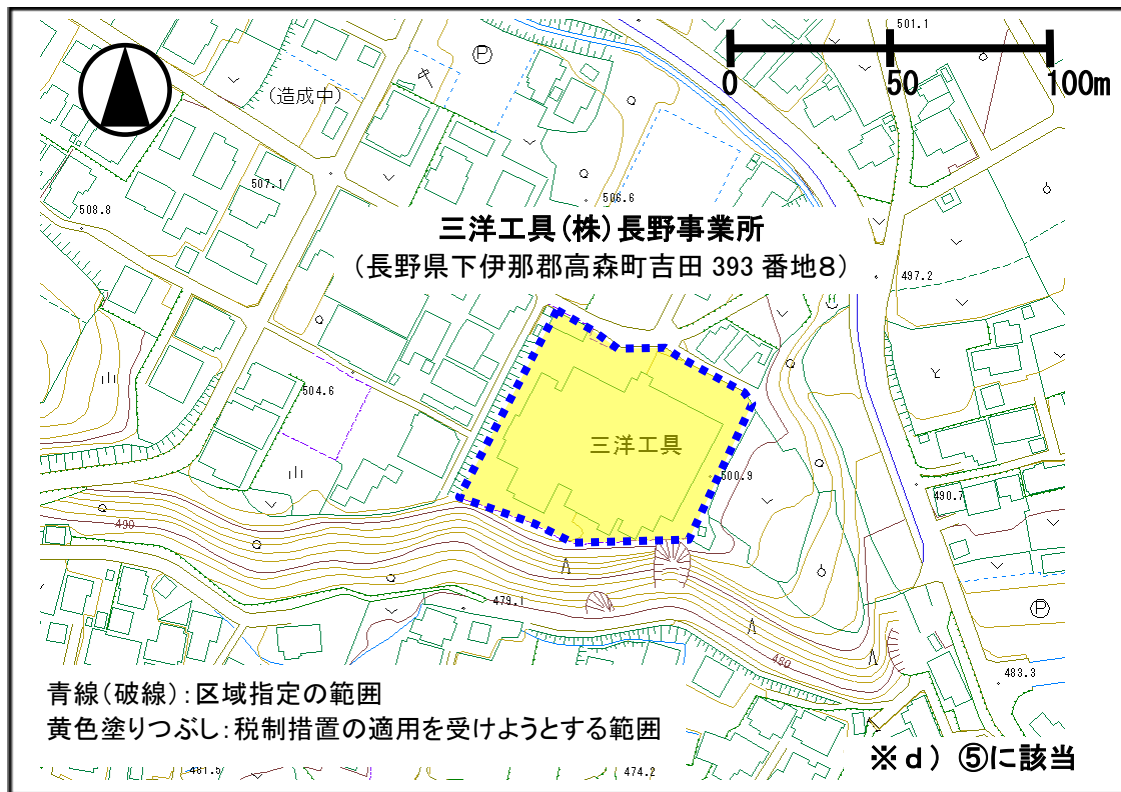 501.1
0 50 100m
(造成中)
507.1
508.8
506.6
三洋工具(株)長野事業所
(長野県下伊那郡高森町吉田 393 番地8)
497.2
504.6
三洋工具
500.9
490.7
490
479.1
480
483.3
青線(破線):区域指定の範囲
黄色塗りつぶし:税制措置の適用を受けようとする範囲
481.5
474.2
※d) ⑤に該当
P
P